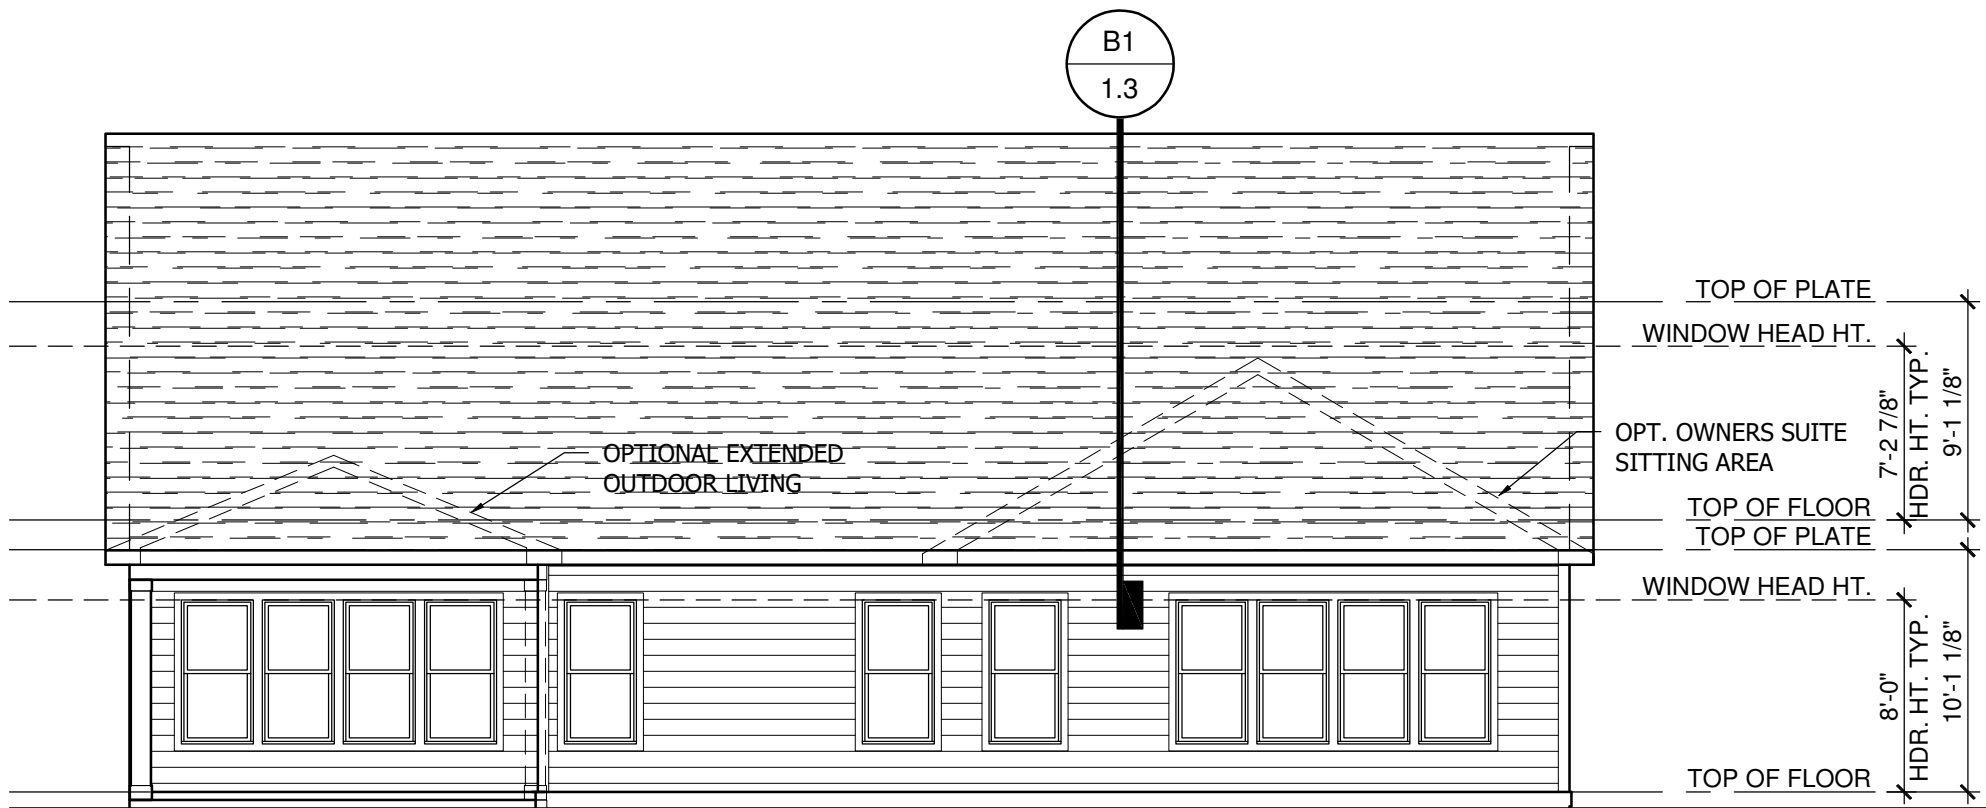 B1
1.3
TOP OF PLATE
WINDOW HEAD HT.
7'-2 7/8"
HDR. HT. TYP.
9'-1 1/8"
OPTIONAL EXTENDED
OUTDOOR LIVING
OPT. OWNERS SUITE
SITTING AREA
TOP OF FLOOR
TOP OF PLATE
WINDOW HEAD HT.
8'-0"
HDR. HT. TYP.
10'-1 1/8"
TOP OF FLOOR